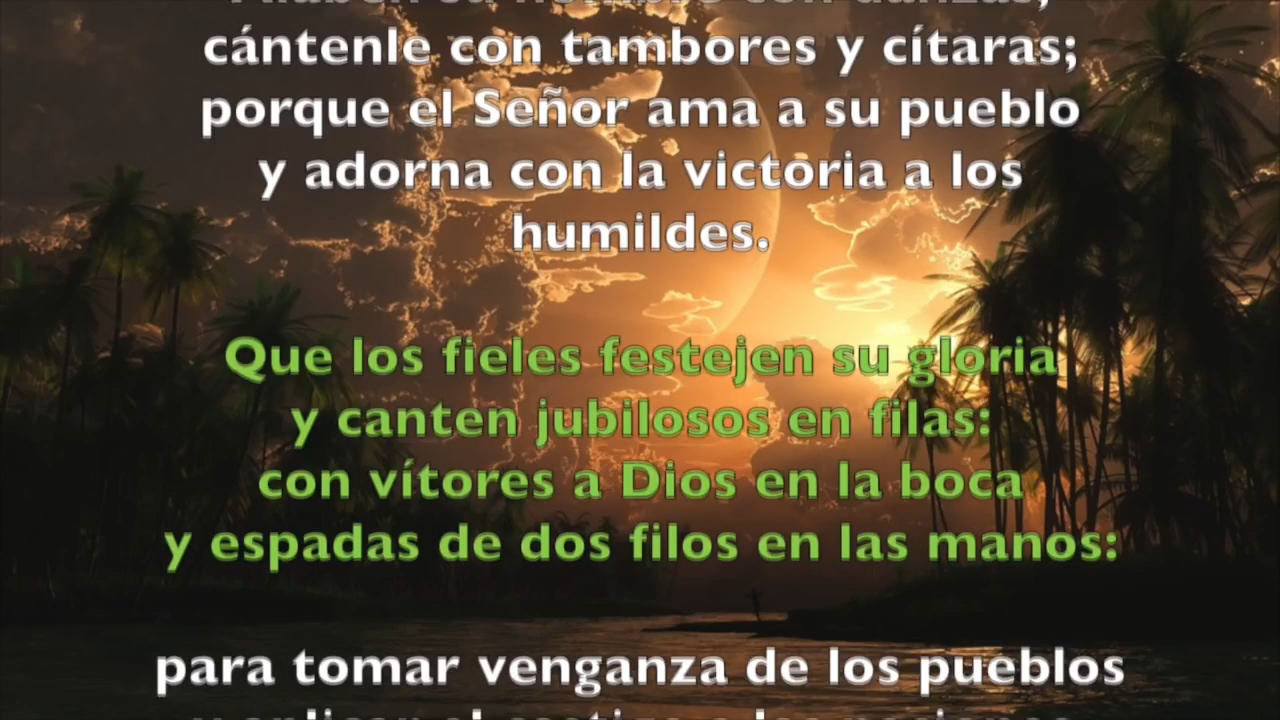 cántenle con tambores y cítaras;
porque el Señor ama a su pueblo
y adorna con la victoria a los
humildes.
Que los fieles festejen su gloria
y canten jubilosos en filas:
con vítores a Dios en la boca
y espadas de dos filos en las manos:
para tomar venganza de los pueblos